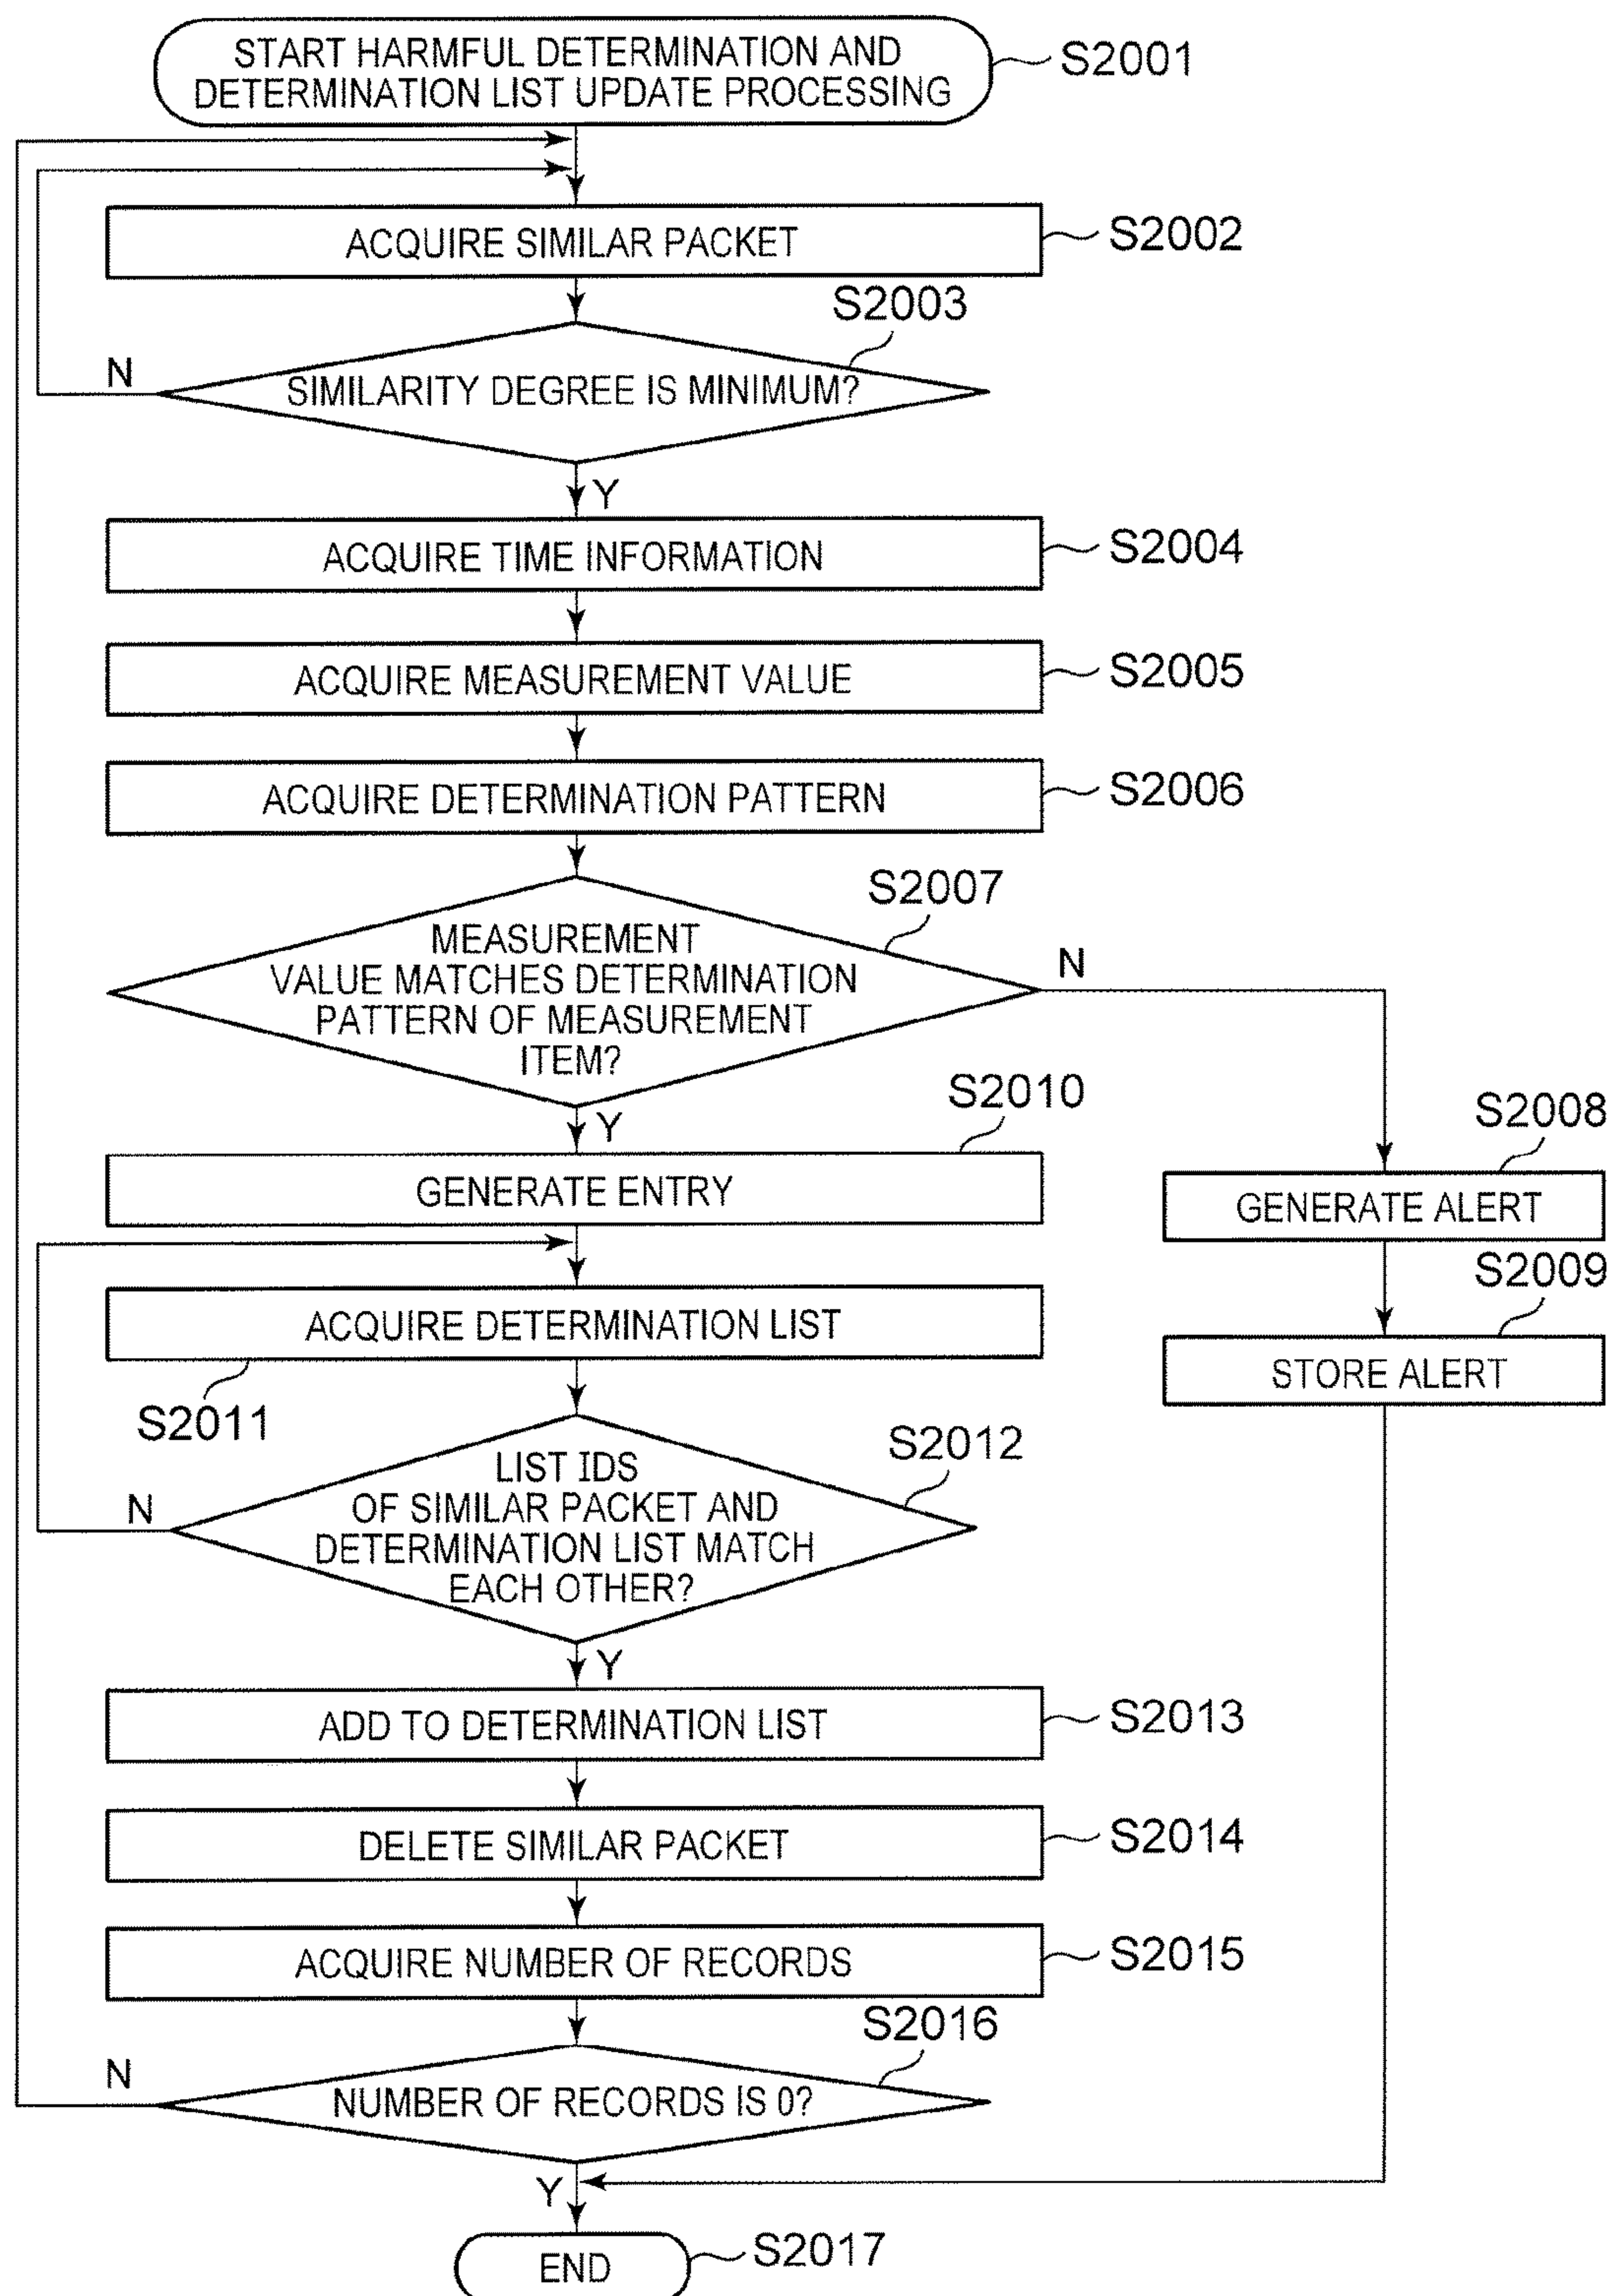 START HARMFUL DETERMINATION AND
DETERMINATION LIST UPDATE PROCESSING
S2001
ACQUIRE SIMILAR PACKET
S2002
S2003
N
SIMILARITY DEGREE IS MINIMUM?
Y
ACQUIRE TIME INFORMATION
S2004
ACQUIRE MEASUREMENT VALUE
S2005
ACQUIRE DETERMINATION PATTERN
S2006
S2007
MEASUREMENT
VALUE MATCHES DETERMINATION
PATTERN OF MEASUREMENT
ITEM?
N
Y
S2010
GENERATE ENTRY
S2008
GENERATE ALERT
S2009
STORE ALERT
ACQUIRE DETERMINATION LIST
S2011
S2012
N
LIST IDS
OF SIMILAR PACKET AND
DETERMINATION LIST MATCH
EACH OTHER?
Y
ADD TO DETERMINATION LIST
S2013
DELETE SIMILAR PACKET
S2014
ACQUIRE NUMBER OF RECORDS
S2015
S2016
N
NUMBER OF RECORDS IS 0?
Y
END
S2017